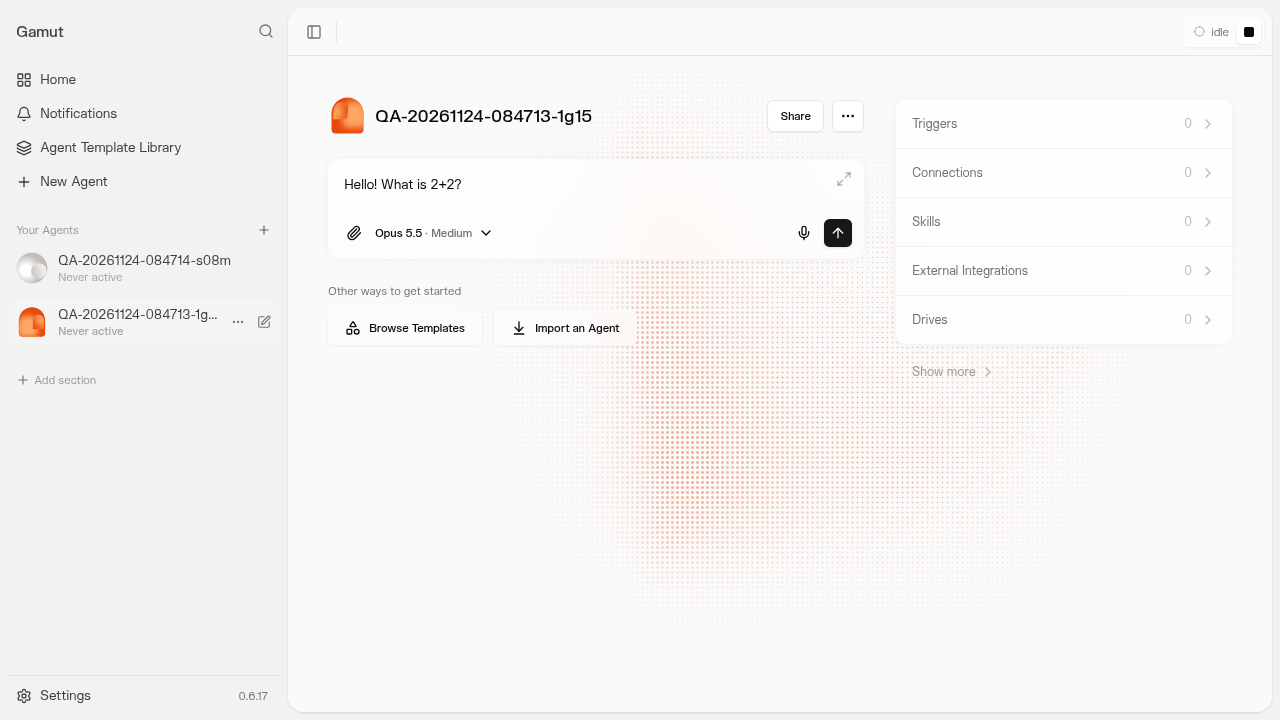 Gamut
Home
Notifications
Agent Template Library
New Agent
Your Agents
QA-20261124-084714-s08m
Never active
QA-20261124-084713-1g...
Never active
Add section
Settings
0.6.17
idle
QA-20261124-084713-1g15
Share
Hello! What is 2+2?
Opus 5.5 · Medium
Other ways to get started
Browse Templates
Import an Agent
Triggers 0
Connections 0
Skills 0
External Integrations 0
Drives 0
Show more